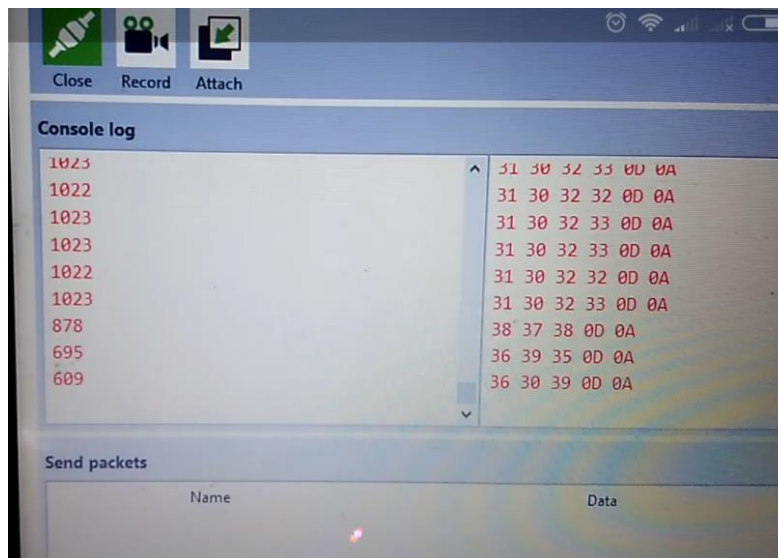 Close Record Attach
Console log
1023
1022
1023
1023
1022
1023
878
695
609
31 30 32 33 0D 0A
31 30 32 32 0D 0A
31 30 32 33 0D 0A
31 30 32 33 0D 0A
31 30 32 32 0D 0A
31 30 32 33 0D 0A
38 37 38 0D 0A
36 39 35 0D 0A
36 30 39 0D 0A
Send packets
Name Data